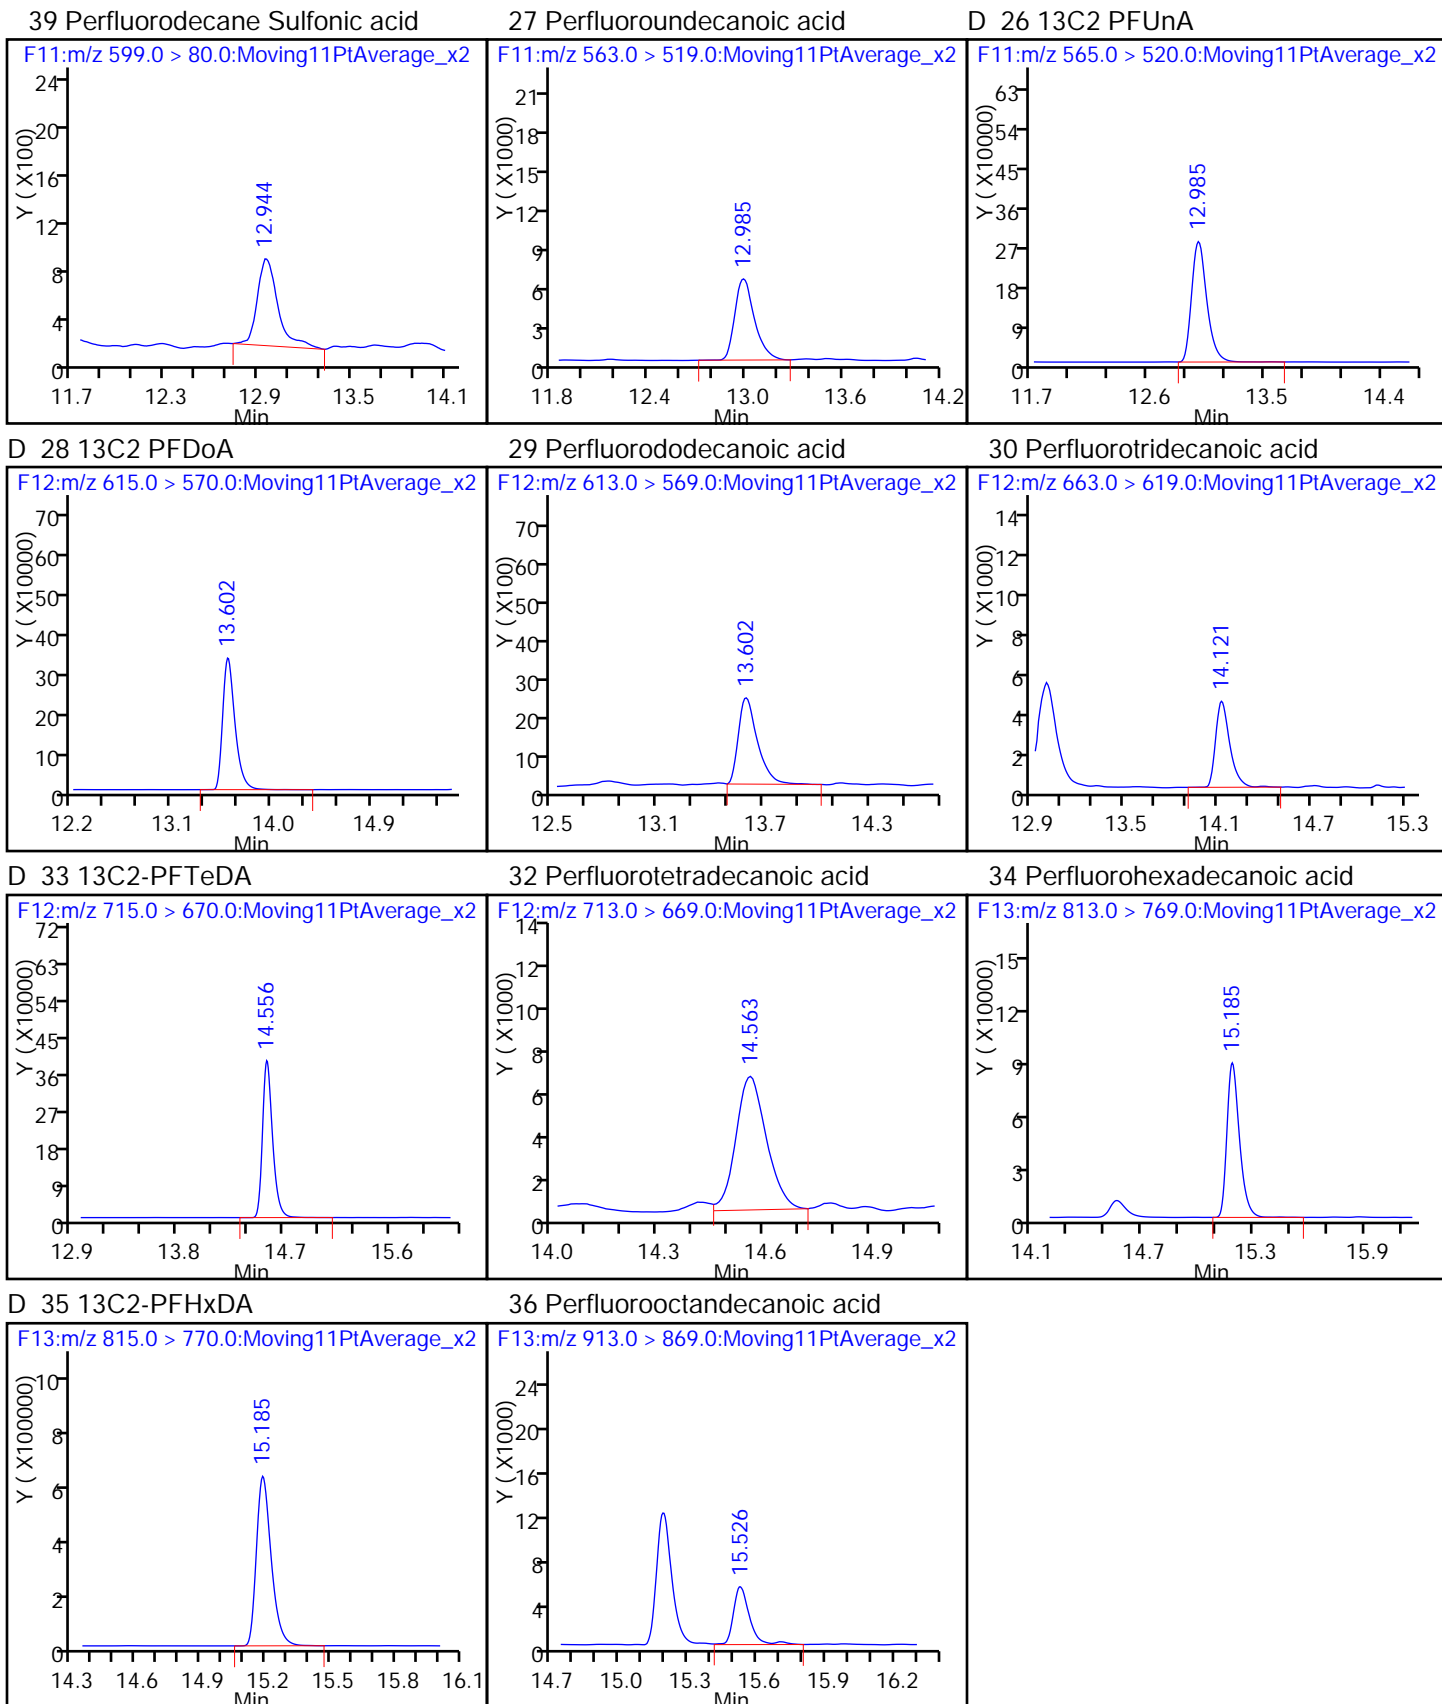 39 Perfluorodecane Sulfonic acid
F11:m/z 599.0 > 80.0:Moving11PtAverage_x2
Y ( X100)
24
20
16
12
8
4
0
12.944
11.7 12.3 12.9 13.5 14.1
Min
27 Perfluoroundecanoic acid
F11:m/z 563.0 > 519.0:Moving11PtAverage_x2
Y ( X1000)
21
18
15
12
9
6
3
0
12.985
11.8 12.4 13.0 13.6 14.2
Min
D 26 13C2 PFUnA
F11:m/z 565.0 > 520.0:Moving11PtAverage_x2
Y ( X10000)
63
54
45
36
27
18
9
0
12.985
11.7 12.6 13.5 14.4
Min
D 28 13C2 PFDoA
F12:m/z 615.0 > 570.0:Moving11PtAverage_x2
Y ( X10000)
70
60
50
40
30
20
10
0
13.602
12.2 13.1 14.0 14.9
Min
29 Perfluorododecanoic acid
F12:m/z 613.0 > 569.0:Moving11PtAverage_x2
Y ( X100)
70
60
50
40
30
20
10
0
13.602
12.5 13.1 13.7 14.3
Min
30 Perfluorotridecanoic acid
F12:m/z 663.0 > 619.0:Moving11PtAverage_x2
Y ( X1000)
14
12
10
8
6
4
2
0
14.121
12.9 13.5 14.1 14.7 15.3
Min
D 33 13C2-PFTeDA
F12:m/z 715.0 > 670.0:Moving11PtAverage_x2
Y ( X10000)
72
63
54
45
36
27
18
9
0
14.556
12.9 13.8 14.7 15.6
Min
32 Perfluorotetradecanoic acid
F12:m/z 713.0 > 669.0:Moving11PtAverage_x2
Y ( X1000)
14
12
10
8
6
4
2
0
14.563
14.0 14.3 14.6 14.9
Min
34 Perfluorohexadecanoic acid
F13:m/z 813.0 > 769.0:Moving11PtAverage_x2
Y ( X10000)
15
12
9
6
3
0
15.185
14.1 14.7 15.3 15.9
Min
D 35 13C2-PFHxDA
F13:m/z 815.0 > 770.0:Moving11PtAverage_x2
Y ( X100000)
10
8
6
4
2
0
15.185
14.3 14.6 14.9 15.2 15.5 15.8 16.1
Min
36 Perfluorooctandecanoic acid
F13:m/z 913.0 > 869.0:Moving11PtAverage_x2
Y ( X1000)
24
20
16
12
8
4
0
15.526
14.7 15.0 15.3 15.6 15.9 16.2
Min